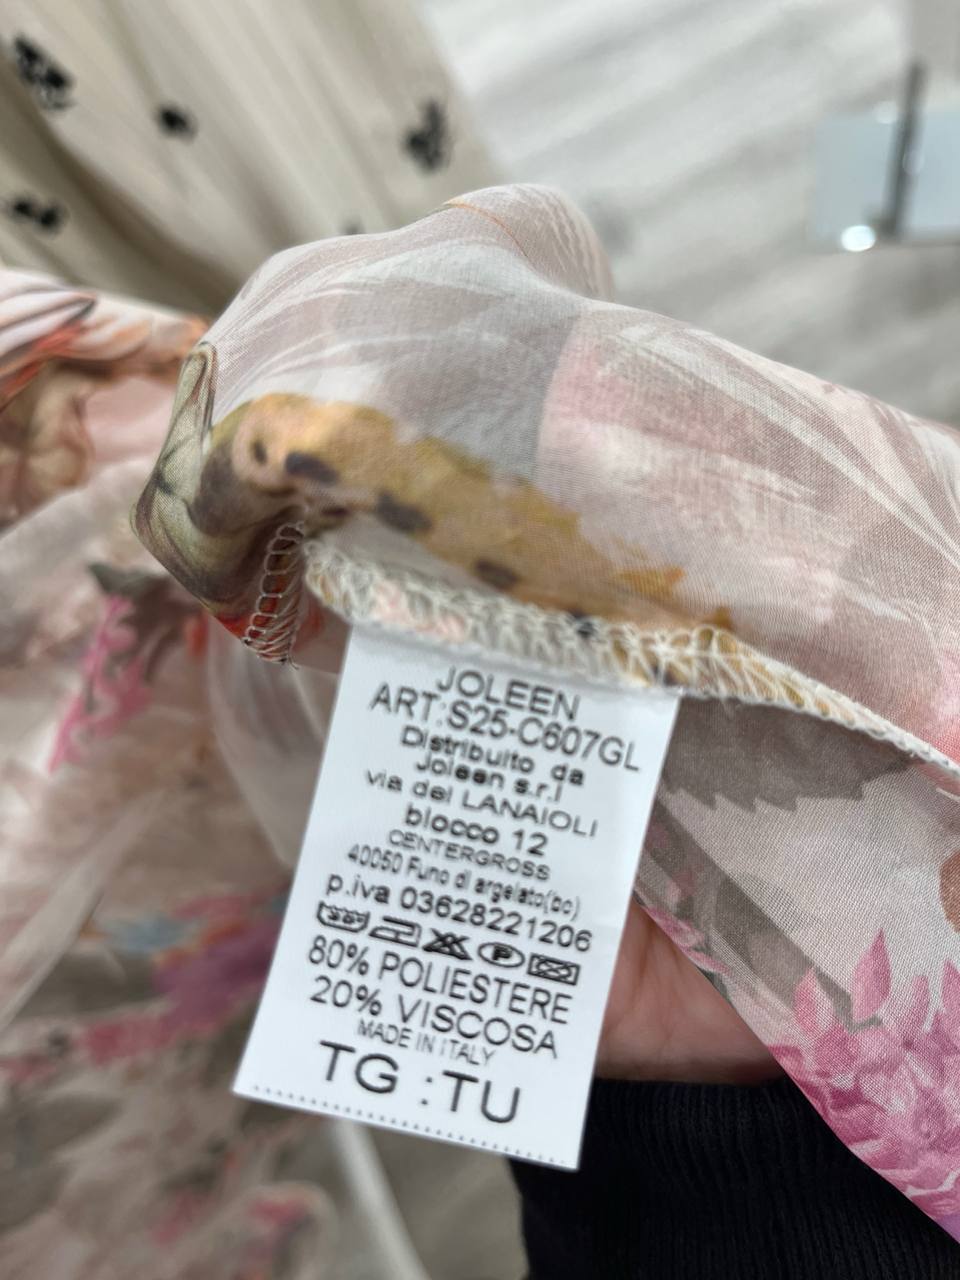 JOLEEN
ART:S25-C607GL
Distribuito da
Joleen s.r.l
via dei LANAIOLI
blocco 12
CENTERGROSS
40050 Funo di argelato(bo)
p.iva 03628221206
P
80% POLIESTERE
20% VISCOSA
MADE IN ITALY
TG :TU